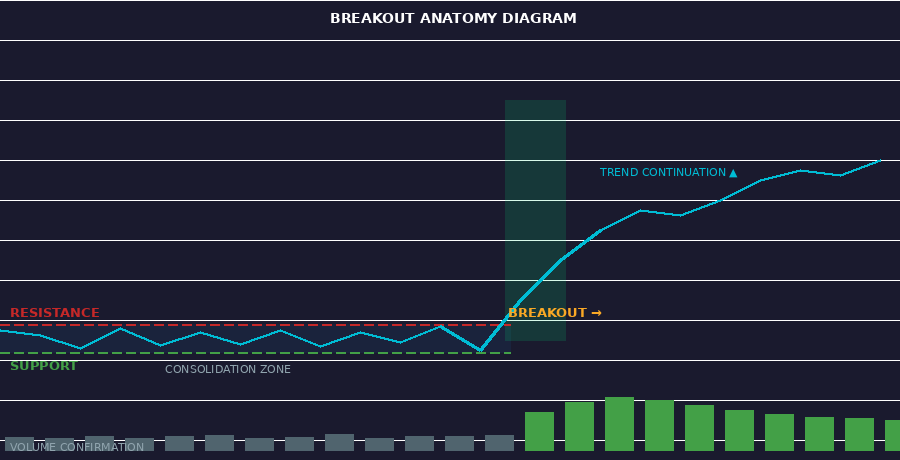 BREAKOUT ANATOMY DIAGRAM
TREND CONTINUATION ▲
RESISTANCE
BREAKOUT →
SUPPORT
CONSOLIDATION ZONE
VOLUME CONFIRMATION